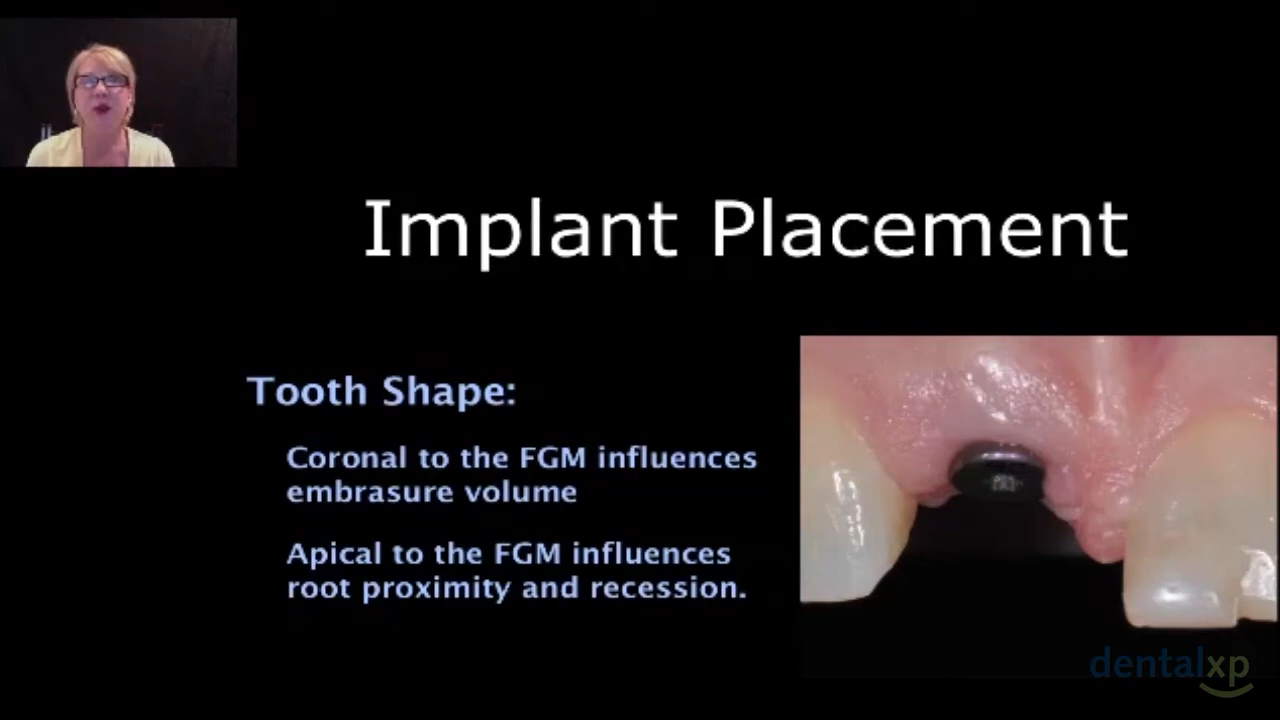 Implant Placement
Tooth Shape:
Coronal to the FGM influences
embrasure volume
Apical to the FGM influences
root proximity and recession.
dentalxp